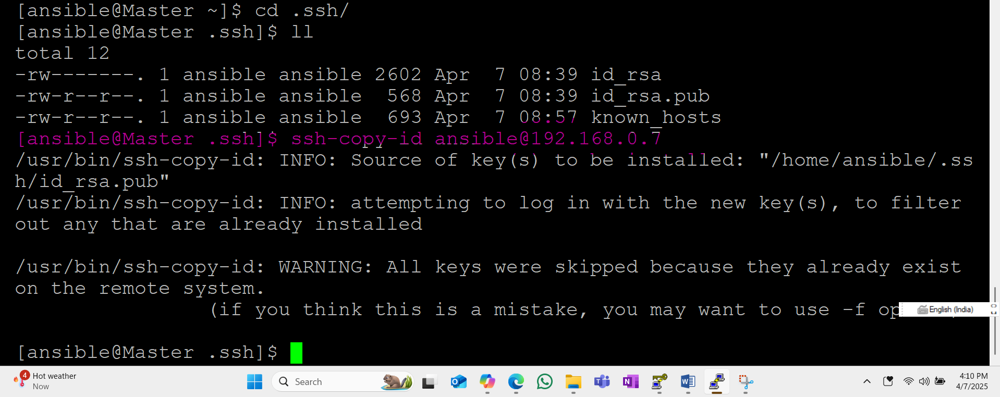 [ansible@Master ~]$ cd .ssh/
[ansible@Master .ssh]$ ll
total 12
-rw-------. 1 ansible ansible 2602 Apr  7 08:39 id_rsa
-rw-r--r--. 1 ansible ansible  568 Apr  7 08:39 id_rsa.pub
-rw-r--r--. 1 ansible ansible  693 Apr  7 08:57 known_hosts
[ansible@Master .ssh]$ ssh-copy-id ansible@192.168.0.7
/usr/bin/ssh-copy-id: INFO: Source of key(s) to be installed: "/home/ansible/.ss
h/id_rsa.pub"
/usr/bin/ssh-copy-id: INFO: attempting to log in with the new key(s), to filter
out any that are already installed
/usr/bin/ssh-copy-id: WARNING: All keys were skipped because they already exist
on the remote system.
(if you think this is a mistake, you may want to use -f
English (India)
[ansible@Master .ssh]$
4
Hot weather
Now
Search
4:10 PM
4/7/2025